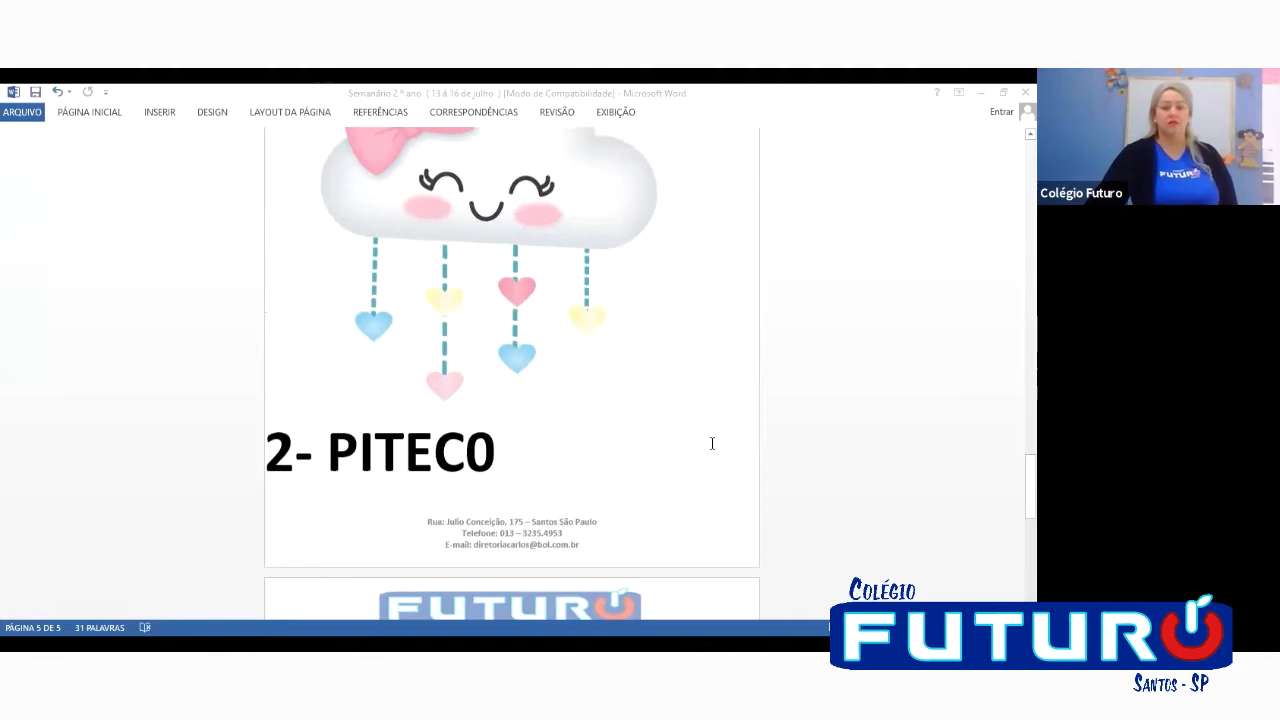 Semanário 2 º ano ( 13 á 16 de julho ) [Modo de Compatibilidade] - Microsoft Word
ARQUIVO PÁGINA INICIAL INSERIR DESIGN LAYOUT DA PÁGINA REFERÊNCIAS CORRESPONDÊNCIAS REVISÃO EXIBIÇÃO Entrar
FUTURO
Colégio Futuro
2- PITECO
Rua: Julio Conceição, 175 – Santos São Paulo
Telefone: 013 – 3235.4953
E-mail: diretoriacarlos@bol.com.br
FUTURO
PÁGINA 5 DE 5 31 PALAVRAS
COLÉGIO
FUTURO
SANTOS - SP